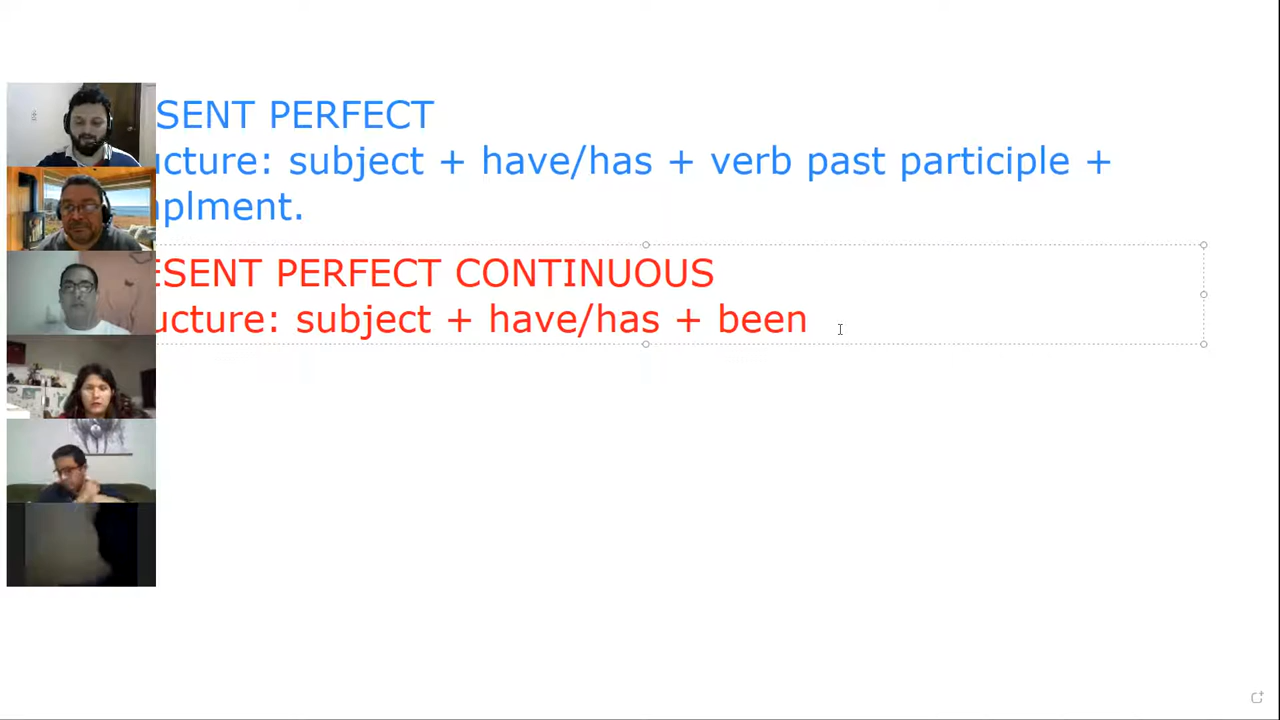 SENT PERFECT
ucture: subject + have/has + verb past participle +
plment.
ESENT PERFECT CONTINUOUS
ucture: subject + have/has + been